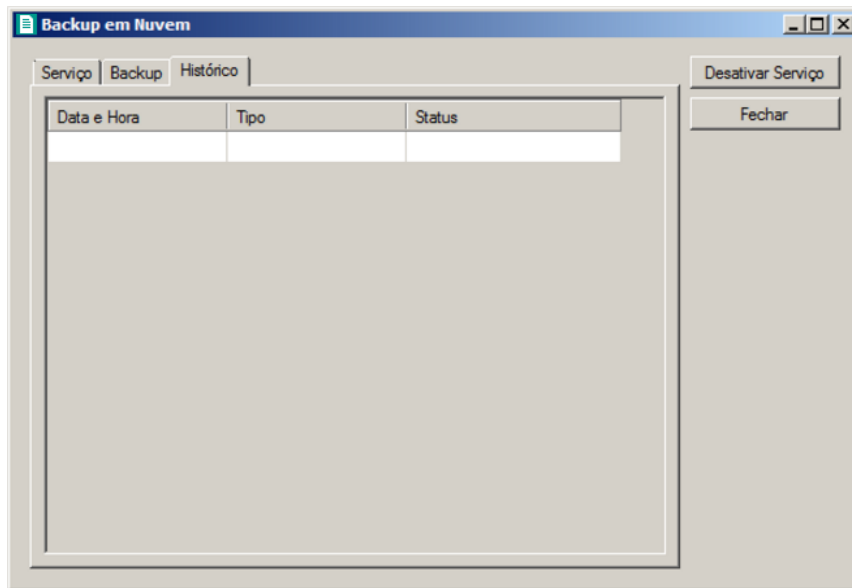 Backup em Nuvem
Serviço Backup Histórico
Desativar Serviço
Fechar
Data e Hora Tipo Status